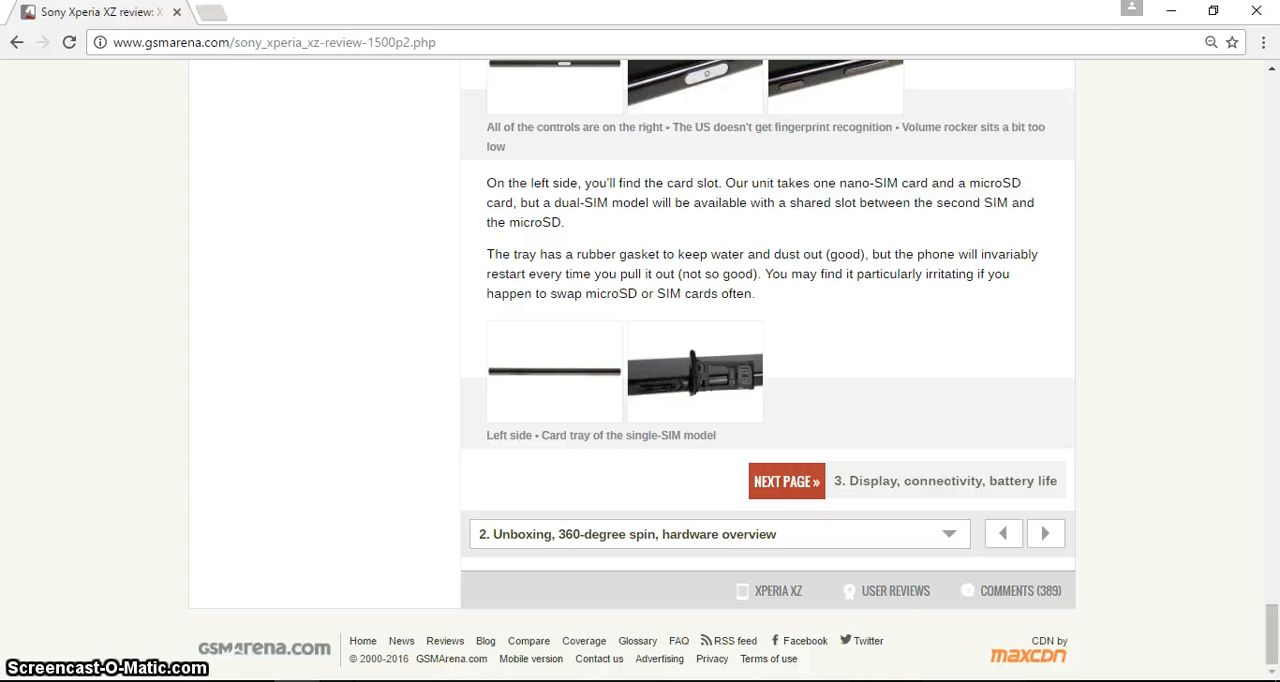 Sony Xperia XZ review: X
www.gsmarena.com/sony_xperia_xz-review-1500p2.php
All of the controls are on the right • The US doesn't get fingerprint recognition • Volume rocker sits a bit too
low
On the left side, you'll find the card slot. Our unit takes one nano-SIM card and a microSD
card, but a dual-SIM model will be available with a shared slot between the second SIM and
the microSD.
The tray has a rubber gasket to keep water and dust out (good), but the phone will invariably
restart every time you pull it out (not so good). You may find it particularly irritating if you
happen to swap microSD or SIM cards often.
Left side • Card tray of the single-SIM model
NEXT PAGE » 3. Display, connectivity, battery life
2. Unboxing, 360-degree spin, hardware overview
XPERIA XZ USER REVIEWS COMMENTS (389)
GSMArena.com Home News Reviews Blog Compare Coverage Glossary FAQ RSS feed Facebook Twitter CDN by
© 2000-2016 GSMArena.com Mobile version Contact us Advertising Privacy Terms of use maxcdn
Screencast-O-Matic.com